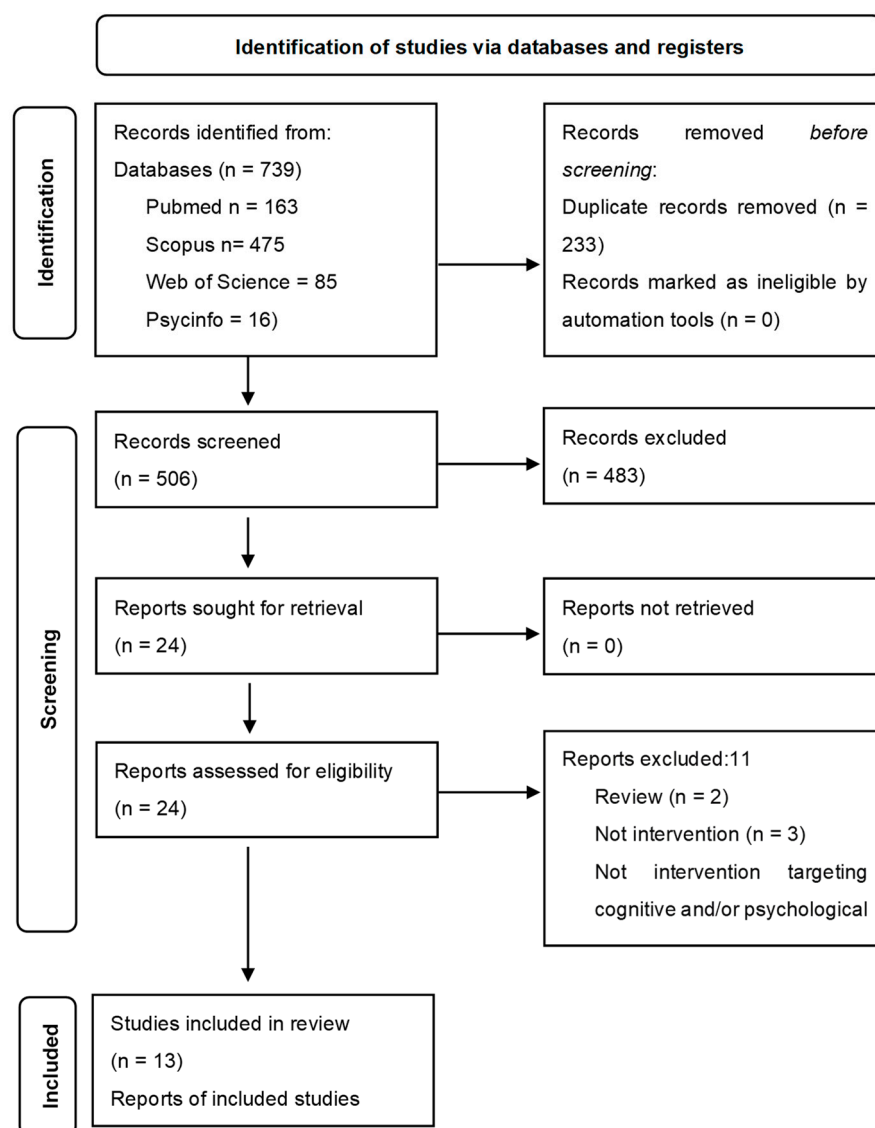 Identification of studies via databases and registers
Identification
Records identified from:
Databases (n = 739)
Pubmed n = 163
Scopus n= 475
Web of Science = 85
Psycinfo = 16)
Records removed before
screening:
Duplicate records removed (n =
233)
Records marked as ineligible by
automation tools (n = 0)
Screening
Records screened
(n = 506)
Records excluded
(n = 483)
Reports sought for retrieval
(n = 24)
Reports not retrieved
(n = 0)
Reports assessed for eligibility
(n = 24)
Reports excluded:11
Review (n = 2)
Not intervention (n = 3)
Not intervention targeting
cognitive and/or psychological
Included
Studies included in review
(n = 13)
Reports of included studies